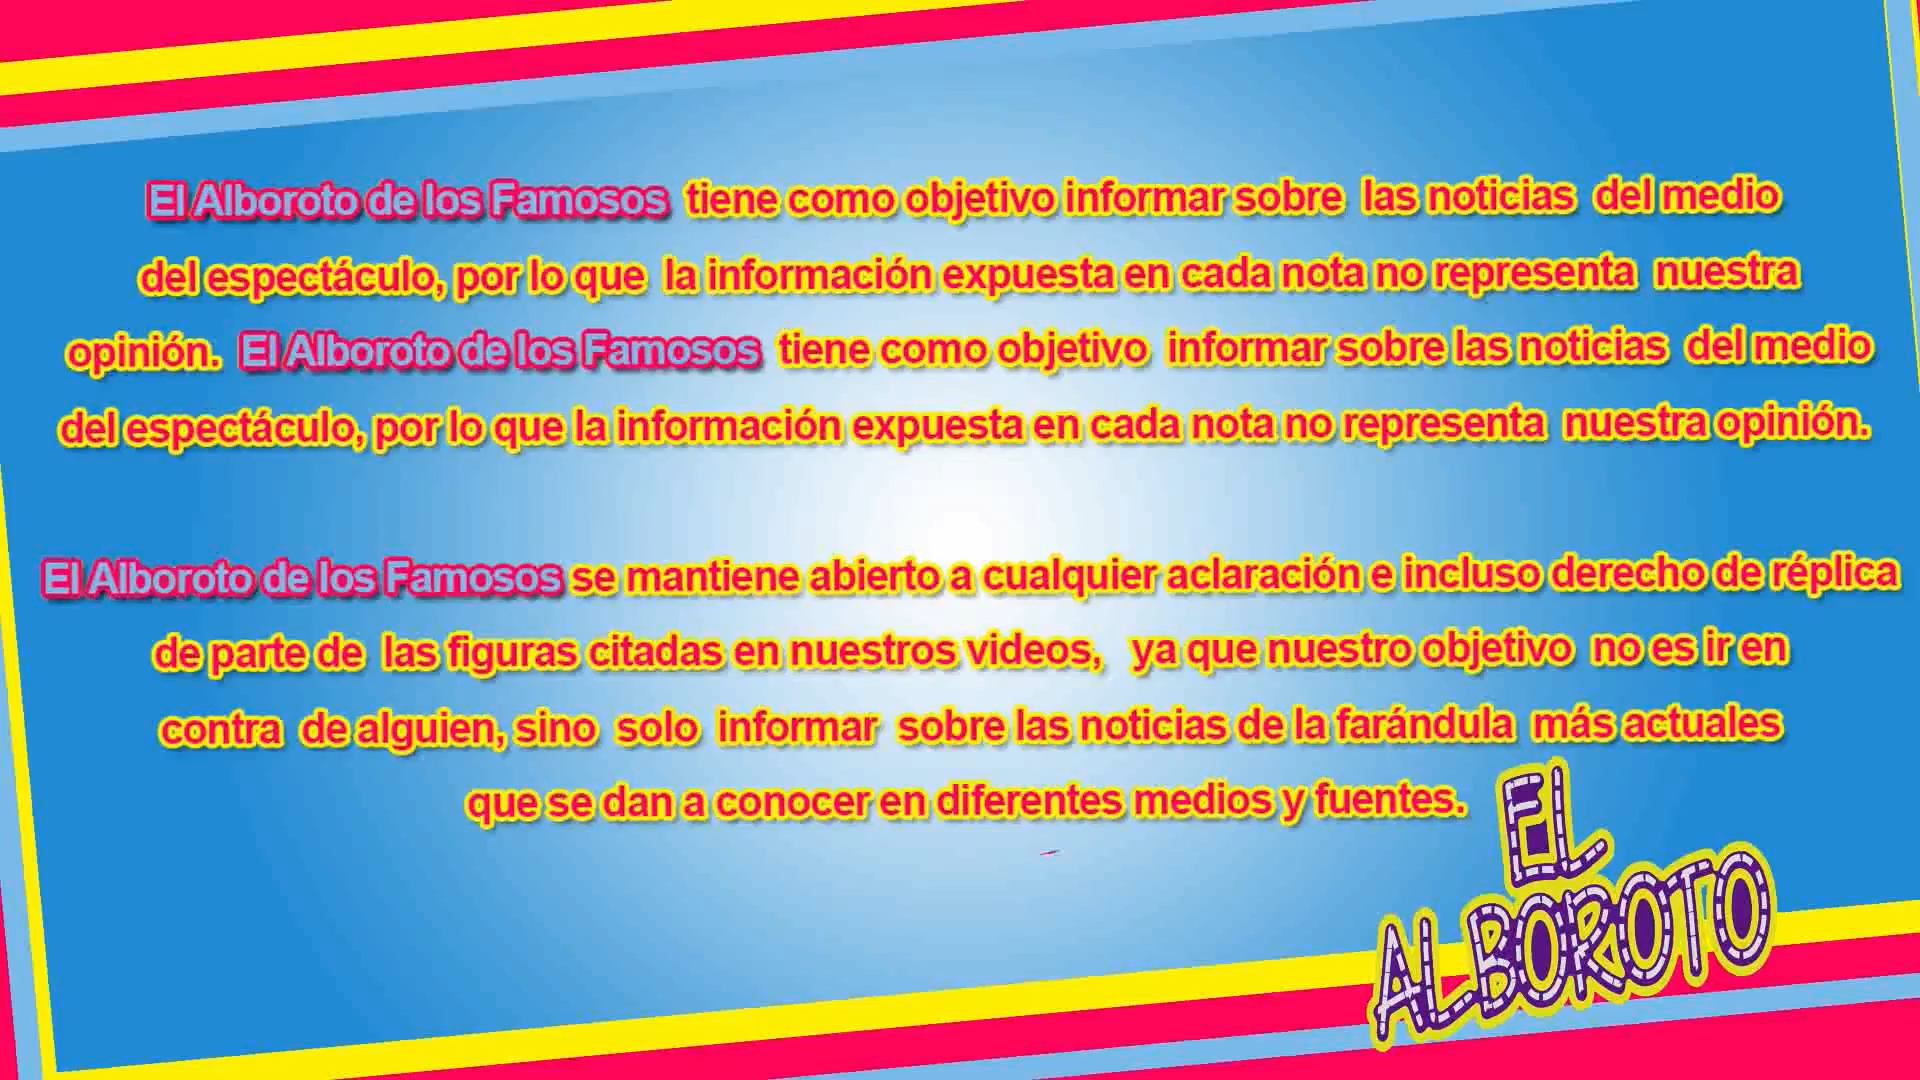 El Alboroto de los Famosos tiene como objetivo informar sobre las noticias del medio
del espectáculo, por lo que la información expuesta en cada nota no representa nuestra
opinión. El Alboroto de los Famosos tiene como objetivo informar sobre las noticias del medio
del espectáculo, por lo que la información expuesta en cada nota no representa nuestra opinión.
El Alboroto de los Famosos se mantiene abierto a cualquier aclaración e incluso derecho de réplica
de parte de las figuras citadas en nuestros videos, ya que nuestro objetivo no es ir en
contra de alguien, sino solo informar sobre las noticias de la farándula más actuales
que se dan a conocer en diferentes medios y fuentes.
EL
ALBOROTO